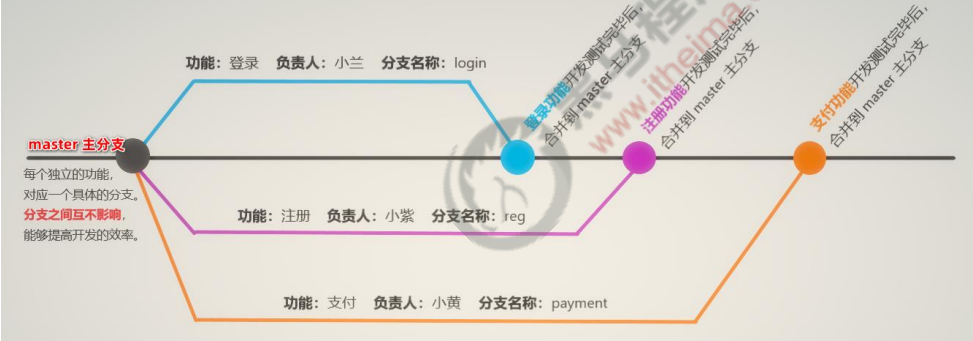 功能：登录 负责人：小兰 分支名称：login
登录功能开发测试完毕后，
合并到 master 主分支
注册功能开发测试完毕后，
合并到 master 主分支
支付功能开发测试完毕后，
合并到 master 主分支
master 主分支
每个独立的功能，
对应一个具体的分支。
分支之间互不影响，
能够提高开发的效率。
功能：注册 负责人：小紫 分支名称：reg
功能：支付 负责人：小黄 分支名称：payment
www.itheima.c